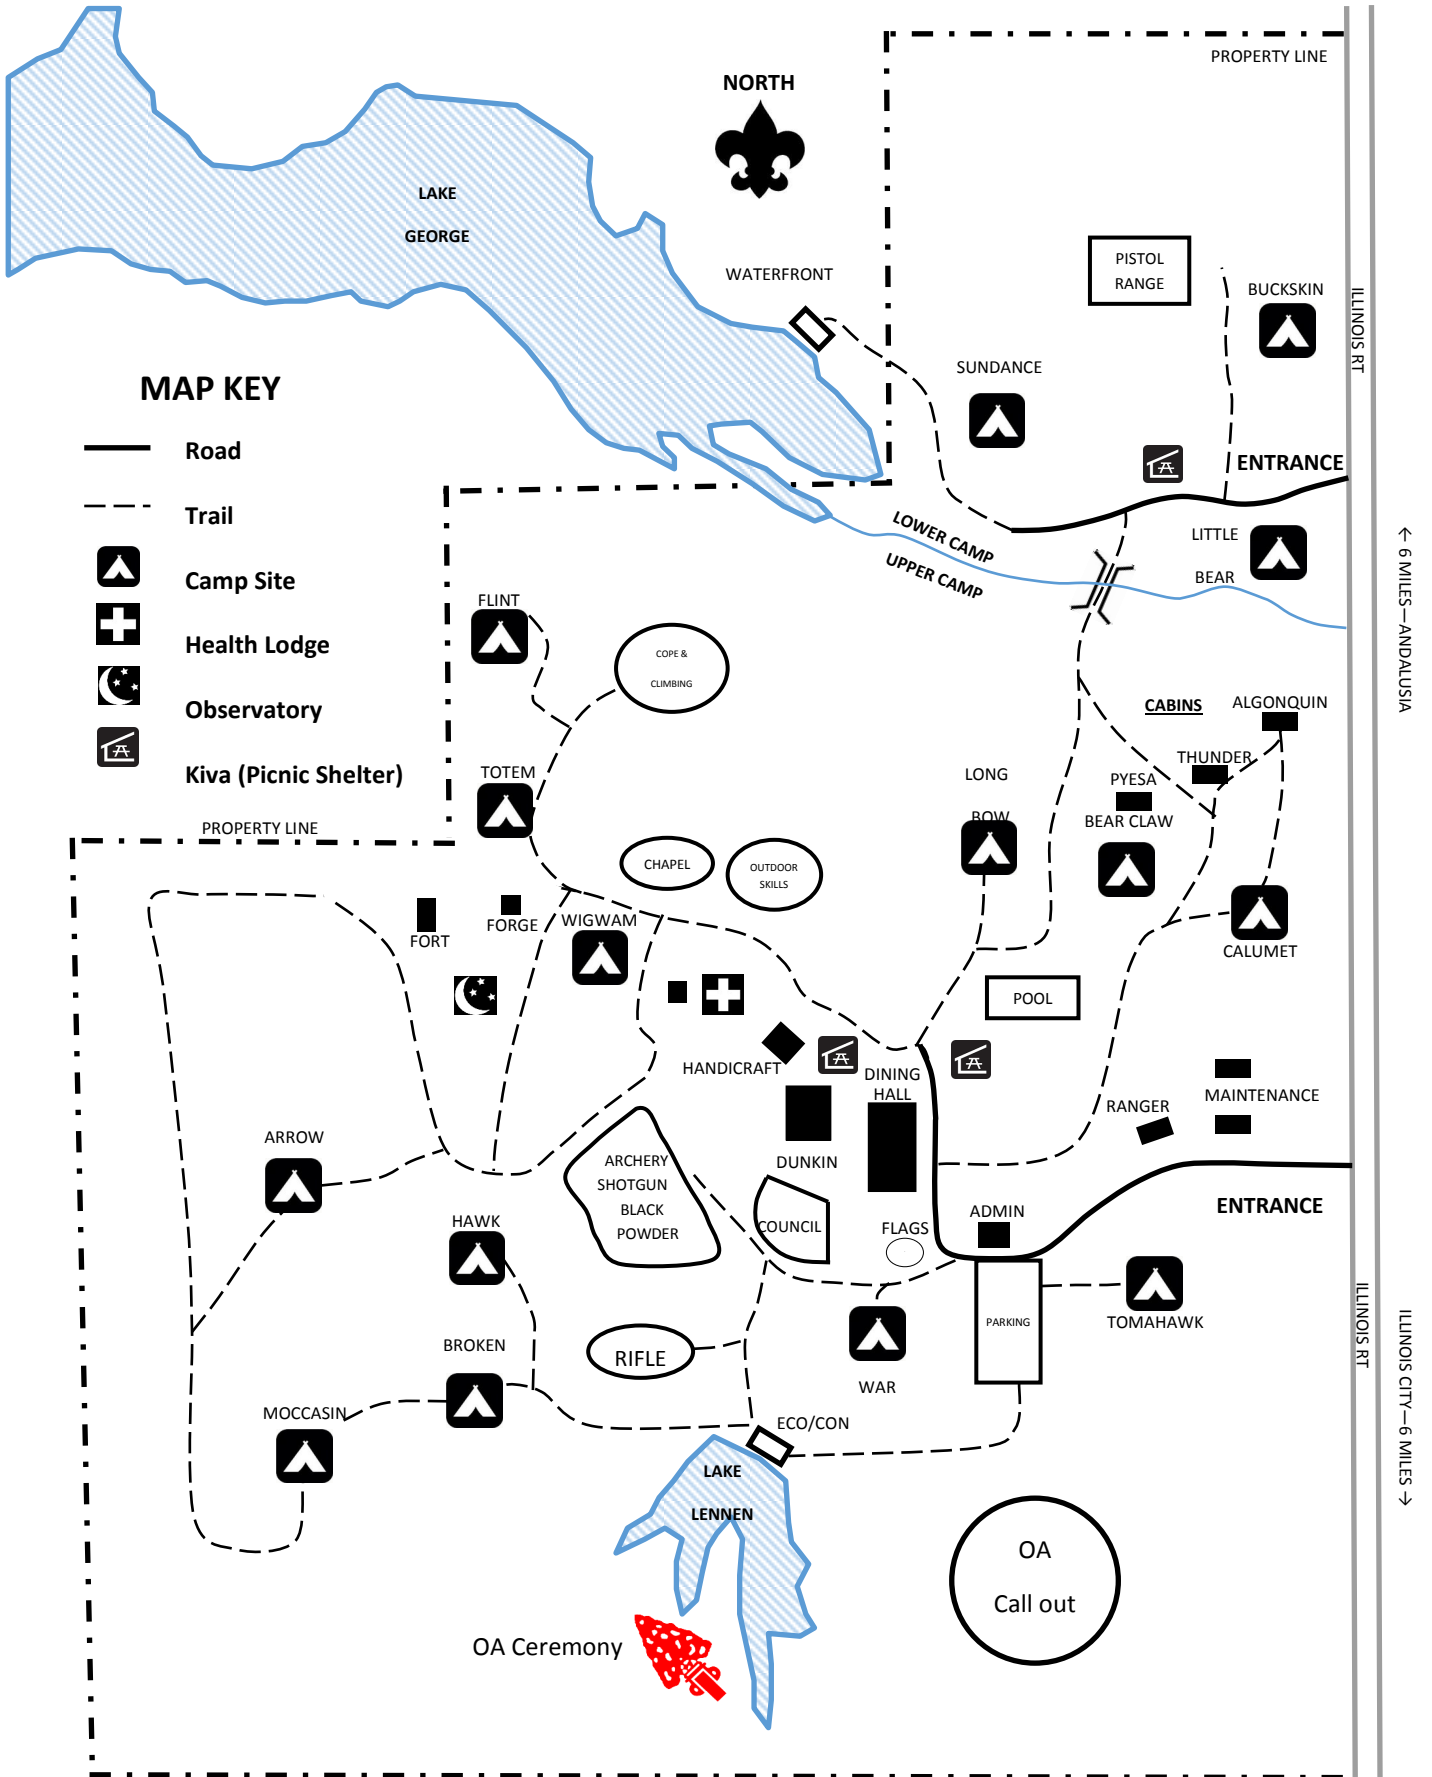 PROPERTY LINE
NORTH
LAKE
GEORGE
WATERFRONT
PISTOL
RANGE
BUCKSKIN
ILLINOIS RT
SUNDANCE
MAP KEY
Road
Trail
Camp Site
Health Lodge
Observatory
Kiva (Picnic Shelter)
ENTRANCE
LOWER CAMP
UPPER CAMP
LITTLE
BEAR
← 6 MILES—ANDALUSIA
FLINT
COPE &
CLIMBING
CABINS
ALGONQUIN
THUNDER
PYESA
BEAR CLAW
LONG
BOW
TOTEM
PROPERTY LINE
CHAPEL
OUTDOOR
SKILLS
FORT
FORGE
WIGWAM
CALUMET
POOL
HANDICRAFT
DINING
HALL
MAINTENANCE
RANGER
DUNKIN
ARROW
ARCHERY
SHOTGUN
BLACK
POWDER
COUNCIL
FLAGS
ADMIN
ENTRANCE
HAWK
TOMAHAWK
PARKING
ILLINOIS RT
ILLINOIS CITY—6 MILES →
BROKEN
RIFLE
WAR
MOCCASIN
ECO/CON
LAKE
LENNEN
OA
Call out
OA Ceremony